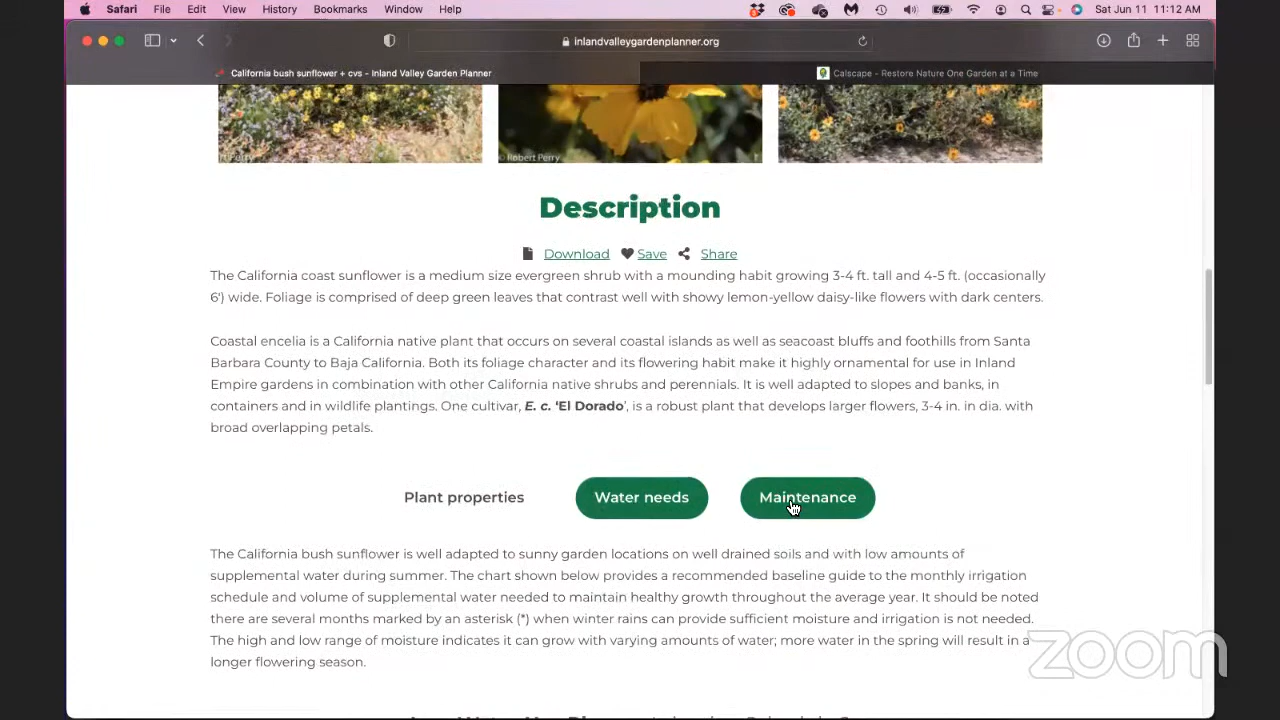 Safari File Edit View History Bookmarks Window Help
Sat Jun 11 11:12 AM
inlandvalleygardenplanner.org
California bush sunflower + cvs - Inland Valley Garden Planner
Calscape - Restore Nature One Garden at a Time
© Robert Perry
Description
Download Save Share
The California coast sunflower is a medium size evergreen shrub with a mounding habit growing 3-4 ft. tall and 4-5 ft. (occasionally
6') wide. Foliage is comprised of deep green leaves that contrast well with showy lemon-yellow daisy-like flowers with dark centers.
Coastal encelia is a California native plant that occurs on several coastal islands as well as seacoast bluffs and foothills from Santa
Barbara County to Baja California. Both its foliage character and its flowering habit make it highly ornamental for use in Inland
Empire gardens in combination with other California native shrubs and perennials. It is well adapted to slopes and banks, in
containers and in wildlife plantings. One cultivar, E. c. 'El Dorado', is a robust plant that develops larger flowers, 3-4 in. in dia. with
broad overlapping petals.
Plant properties Water needs Maintenance
The California bush sunflower is well adapted to sunny garden locations on well drained soils and with low amounts of
supplemental water during summer. The chart shown below provides a recommended baseline guide to the monthly irrigation
schedule and volume of supplemental water needed to maintain healthy growth throughout the average year. It should be noted
there are several months marked by an asterisk (*) when winter rains can provide sufficient moisture and irrigation is not needed.
The high and low range of moisture indicates it can grow with varying amounts of water; more water in the spring will result in a
longer flowering season.
zoom